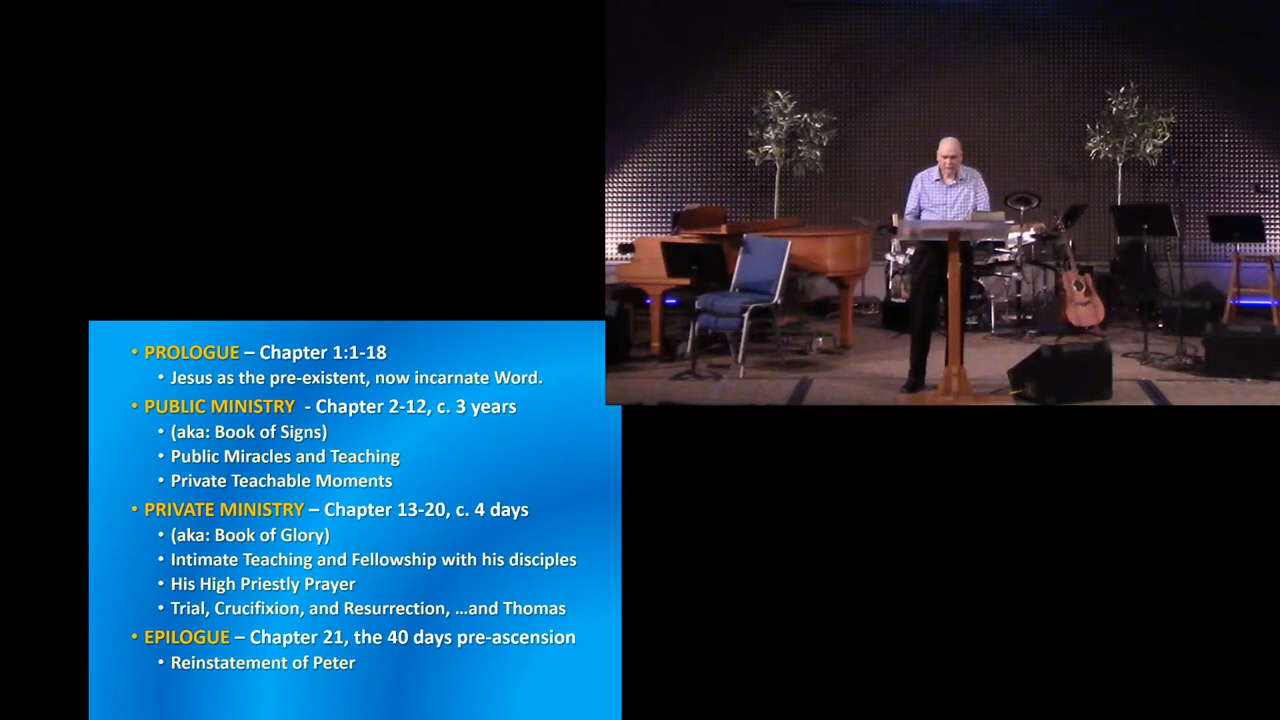 • PROLOGUE – Chapter 1:1-18
• Jesus as the pre-existent, now incarnate Word.
• PUBLIC MINISTRY - Chapter 2-12, c. 3 years
• (aka: Book of Signs)
• Public Miracles and Teaching
• Private Teachable Moments
• PRIVATE MINISTRY – Chapter 13-20, c. 4 days
• (aka: Book of Glory)
• Intimate Teaching and Fellowship with his disciples
• His High Priestly Prayer
• Trial, Crucifixion, and Resurrection, …and Thomas
• EPILOGUE – Chapter 21, the 40 days pre-ascension
• Reinstatement of Peter